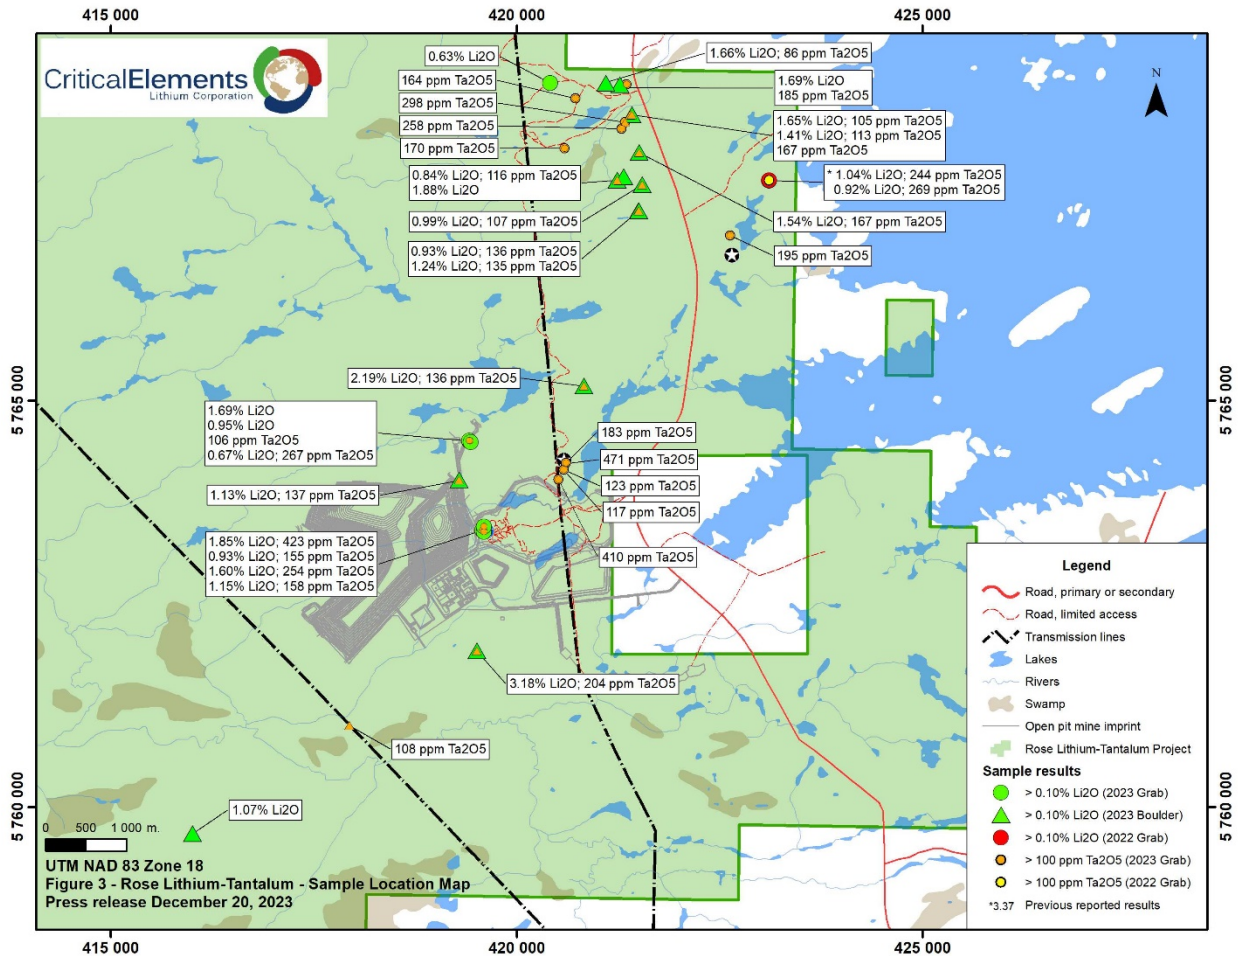 415 000
420 000
425 000
CriticalElements
Lithium Corporation
0.63% Li2O
164 ppm Ta2O5
298 ppm Ta2O5
258 ppm Ta2O5
170 ppm Ta2O5
0.84% Li2O; 116 ppm Ta2O5
1.88% Li2O
0.99% Li2O; 107 ppm Ta2O5
0.93% Li2O; 136 ppm Ta2O5
1.24% Li2O; 135 ppm Ta2O5
1.66% Li2O; 86 ppm Ta2O5
1.69% Li2O
185 ppm Ta2O5
1.65% Li2O; 105 ppm Ta2O5
1.41% Li2O; 113 ppm Ta2O5
167 ppm Ta2O5
* 1.04% Li2O; 244 ppm Ta2O5
0.92% Li2O; 269 ppm Ta2O5
1.54% Li2O; 167 ppm Ta2O5
195 ppm Ta2O5
N
5 765 000
5 765 000
2.19% Li2O; 136 ppm Ta2O5
1.69% Li2O
0.95% Li2O
106 ppm Ta2O5
0.67% Li2O; 267 ppm Ta2O5
1.13% Li2O; 137 ppm Ta2O5
1.85% Li2O; 423 ppm Ta2O5
0.93% Li2O; 155 ppm Ta2O5
1.60% Li2O; 254 ppm Ta2O5
1.15% Li2O; 158 ppm Ta2O5
183 ppm Ta2O5
471 ppm Ta2O5
123 ppm Ta2O5
117 ppm Ta2O5
410 ppm Ta2O5
3.18% Li2O; 204 ppm Ta2O5
108 ppm Ta2O5
1.07% Li2O
5 760 000
5 760 000
Legend
Road, primary or secondary
Road, limited access
Transmission lines
Lakes
Rivers
Swamp
Open pit mine imprint
Rose Lithium-Tantalum Project
Sample results
> 0.10% Li2O (2023 Grab)
> 0.10% Li2O (2023 Boulder)
> 0.10% Li2O (2022 Grab)
> 100 ppm Ta2O5 (2023 Grab)
> 100 ppm Ta2O5 (2022 Grab)
*3.37 Previous reported results
0 500 1 000 m.
UTM NAD 83 Zone 18
Figure 3 - Rose Lithium-Tantalum - Sample Location Map
Press release December 20, 2023
415 000
420 000
425 000